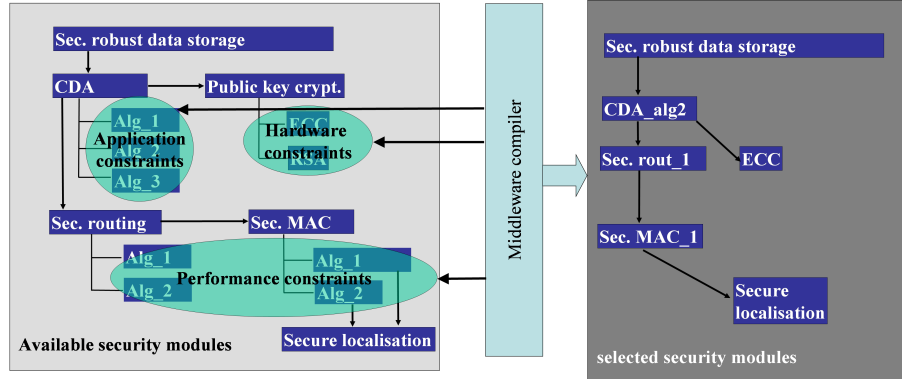 Sec. robust data storage
CDA
Public key crypt.
Alg_1
Alg_2
Alg_3
Application
constraints
ECC
RSA
Hardware
constraints
Sec. routing
Sec. MAC
Alg_1
Alg_2
Alg_1
Alg_2
Performance constraints
Secure localisation
Available security modules
Middleware compiler
Sec. robust data storage
CDA_alg2
Sec. rout_1
ECC
Sec. MAC_1
Secure
localisation
selected security modules